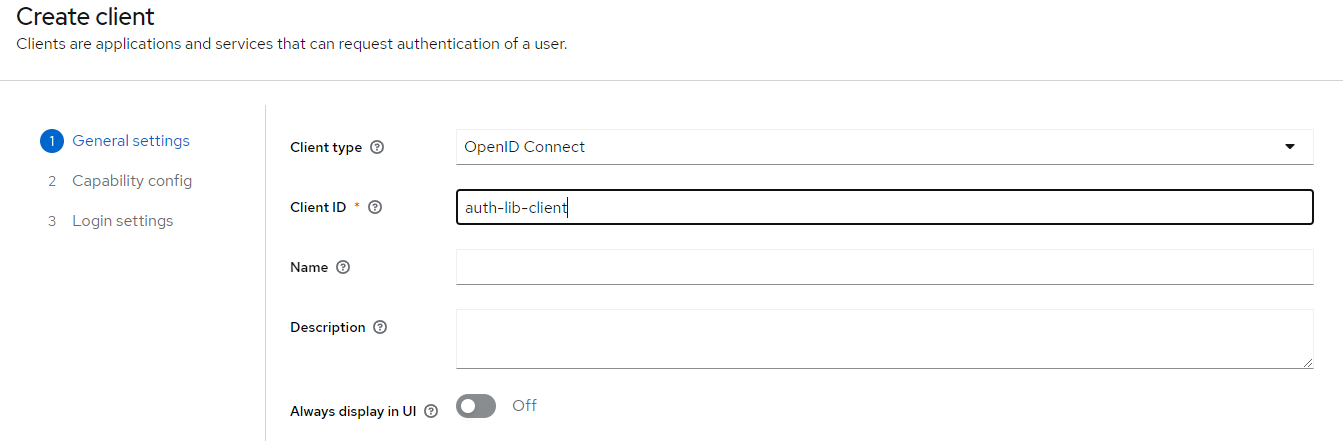 Create client
Clients are applications and services that can request authentication of a user.
1 General settings
2 Capability config
3 Login settings
Client type ? OpenID Connect
Client ID * ? auth-lib-client
Name ?
Description ?
Always display in UI ? Off